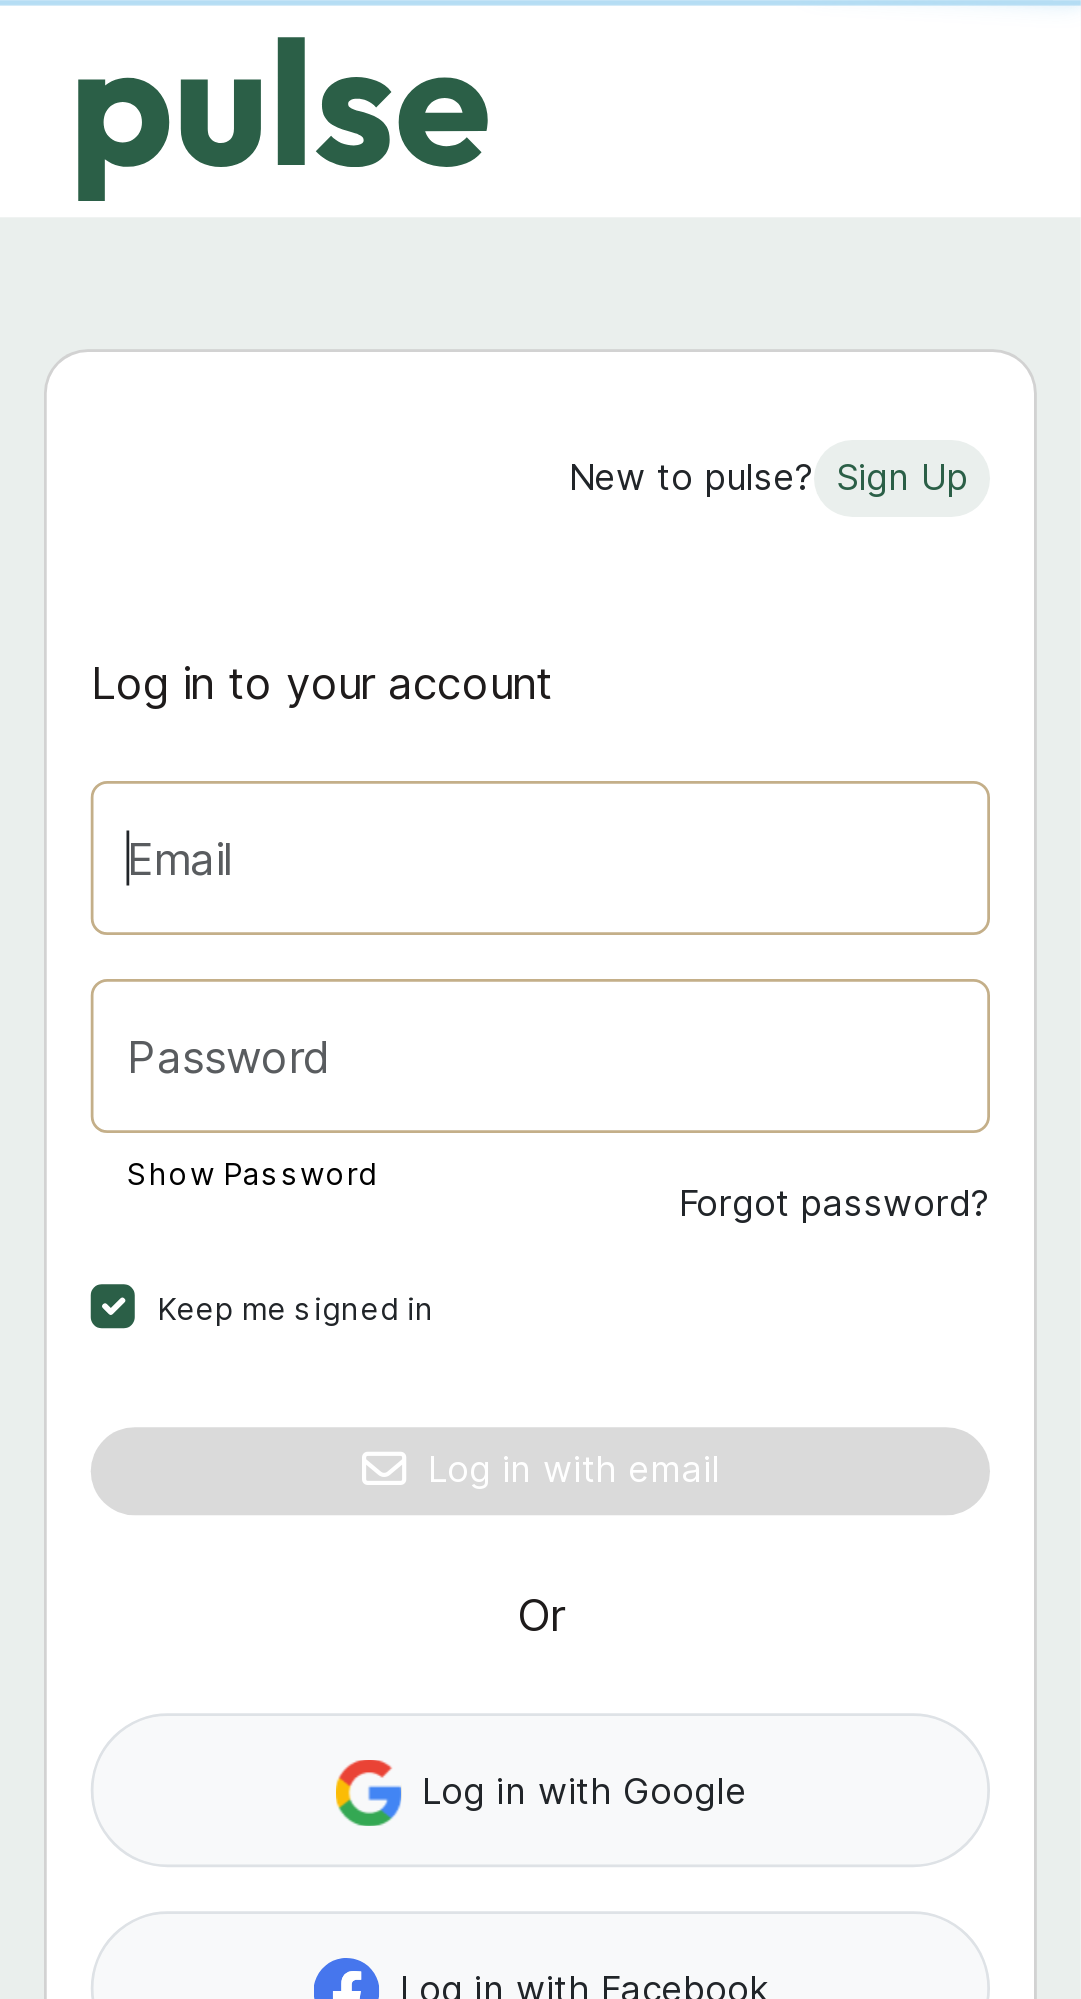 pulse
New to pulse? Sign Up
Log in to your account
Email
Password
Show Password
Forgot password?
Keep me signed in
Log in with email
Or
Log in with Google
Log in with Facebook